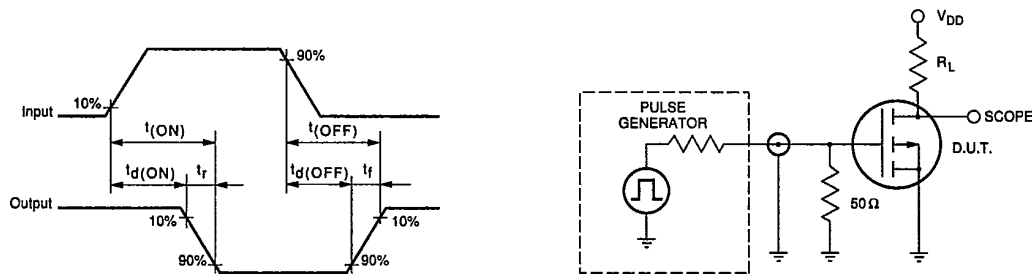 90%
Input
10%
t(ON)
t(OFF)
td(ON)
tr
td(OFF)
tf
Output
10%
10%
90%
90%
VDD
RL
PULSE
GENERATOR
SCOPE
D.U.T.
50Ω